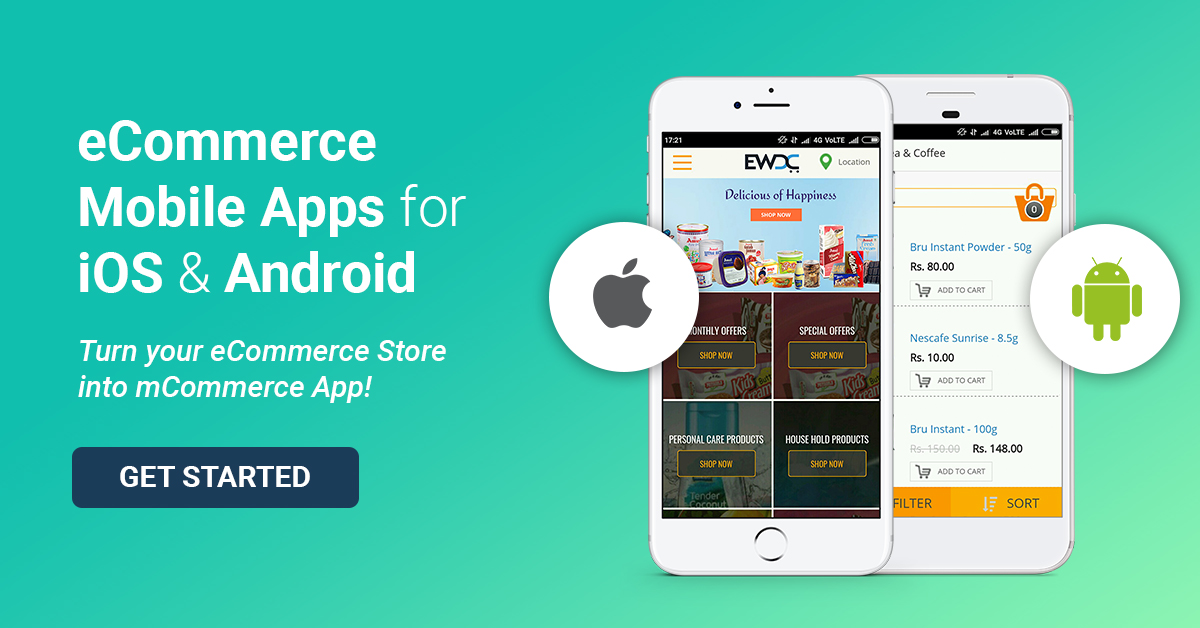 eCommerce
Mobile Apps for
iOS & Android
Turn your eCommerce Store
into mCommerce App!
GET STARTED
17:21
4G VoLTE
EWDC
Location
Delicious of Happiness
SHOP NOW
MONTHLY OFFERS
SHOP NOW
SPECIAL OFFERS
SHOP NOW
PERSONAL CARE PRODUCTS
SHOP NOW
HOUSE HOLD PRODUCTS
SHOP NOW
Tender
Coconut
4G VoLTE
& Coffee
0
Bru Instant Powder - 50g
Rs. 80.00
ADD TO CART
Nescafe Sunrise - 8.5g
Rs. 10.00
ADD TO CART
Bru Instant - 100g
Rs. 150.00 Rs. 148.00
ADD TO CART
FILTER
SORT